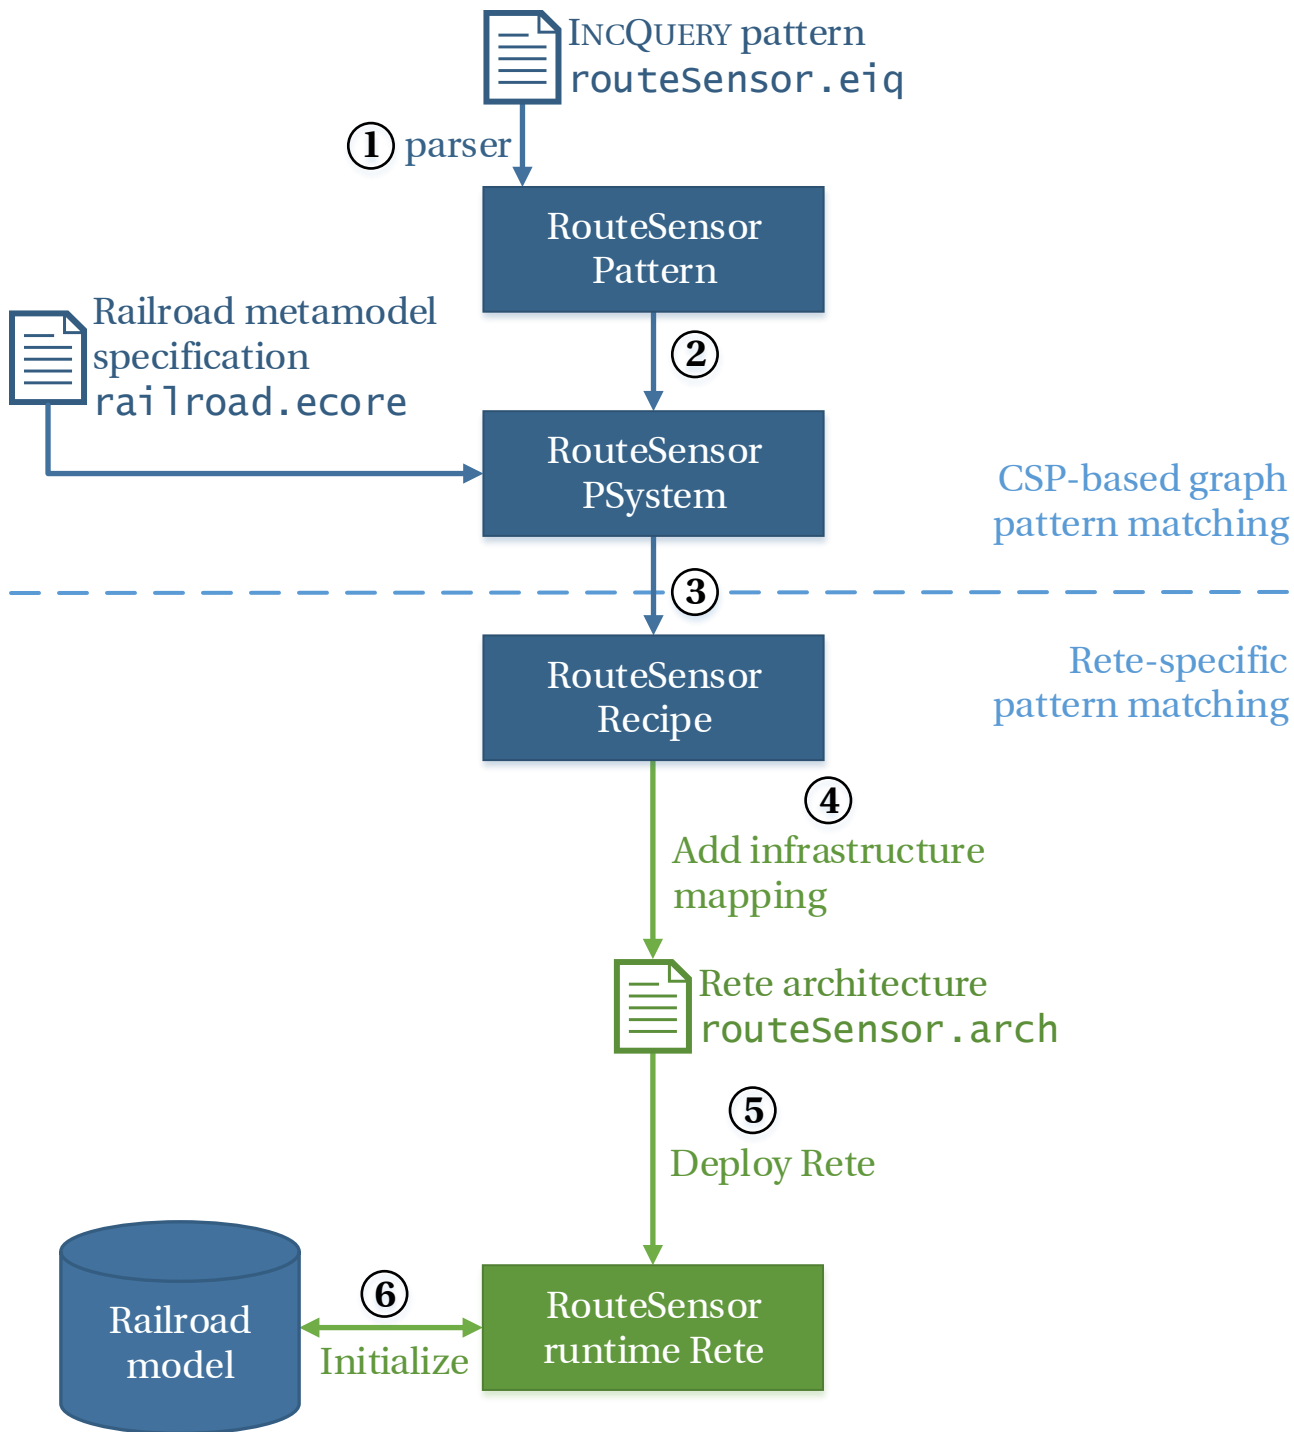 INCQUERY pattern
routeSensor.eiq
1 parser
RouteSensor
Pattern
Railroad metamodel
specification
railroad.ecore
2
RouteSensor
PSystem
CSP-based graph
pattern matching
3
RouteSensor
Recipe
Rete-specific
pattern matching
4
Add infrastructure
mapping
Rete architecture
routeSensor.arch
5
Deploy Rete
Railroad
model
6
Initialize
RouteSensor
runtime Rete